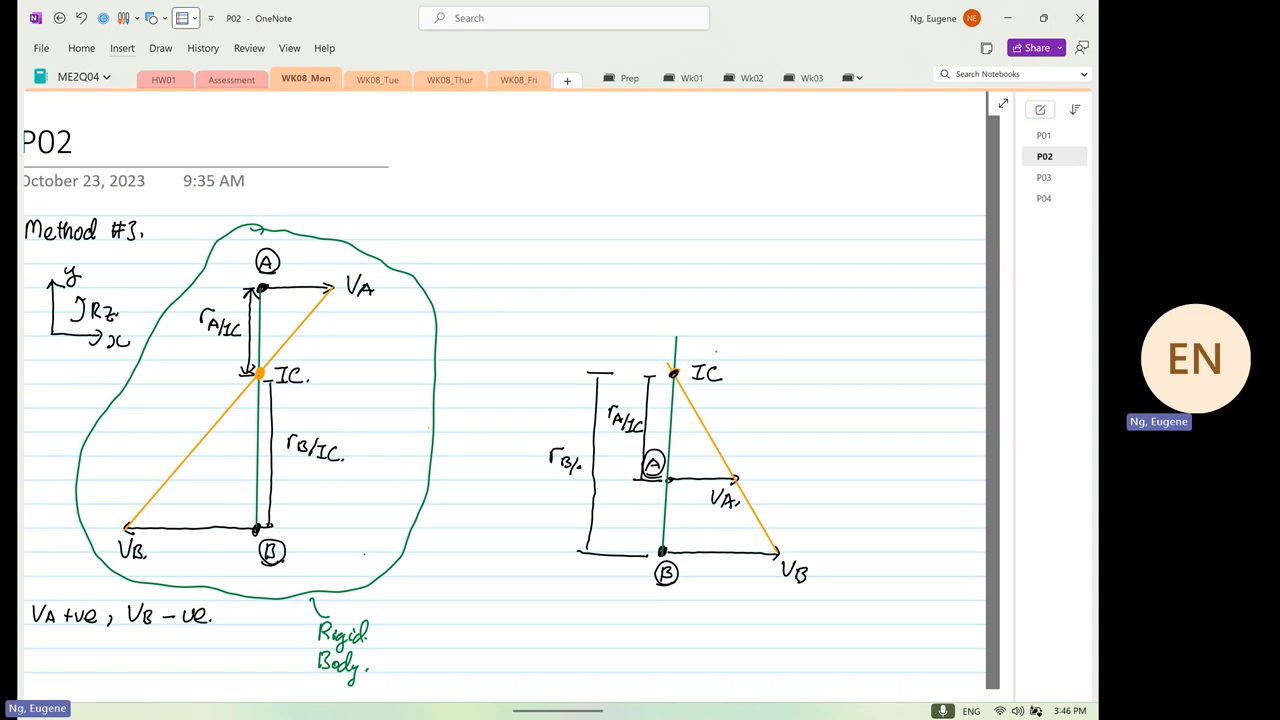 P02 - OneNote
Search
Ng, Eugene
NE
File Home Insert Draw History Review View Help
Share
ME2Q04
HW01 Assessment WK08_Mon WK08_Tue WK08_Thur WK08_Fri + Prep Wk01 Wk02 Wk03
Search Notebooks
P02
October 23, 2023 9:35 AM
P01
P02
P03
P04
Method #3.
y
Rz.
x
A
VA
rA/IC
IC.
rB/IC.
VB.
B
VA +ve, VB -ve.
Rigid
Body.
IC
rA/IC
rB/.
A
VA.
B
VB
EN
Ng, Eugene
Ng, Eugene
ENG
3:46 PM